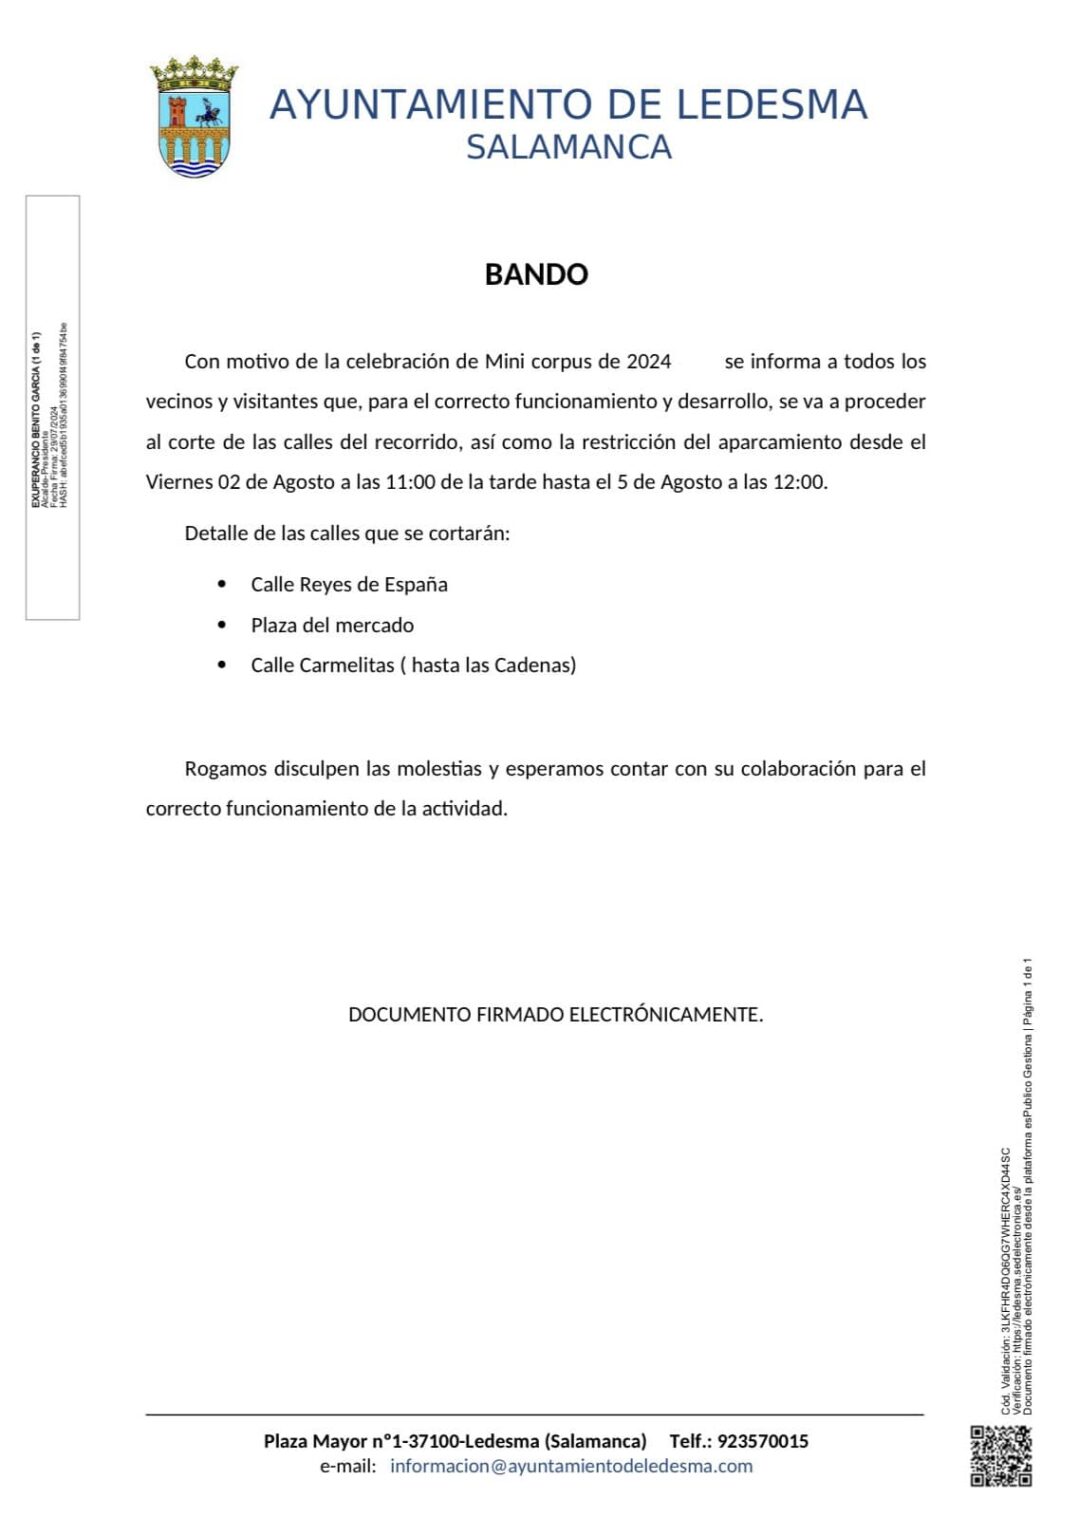 AYUNTAMIENTO DE LEDESMA
SALAMANCA
EXUPERANCIO BENITO GARCIA (1 de 1)
Alcalde-Presidente
Fecha Firma: 29/07/2024
HASH:
BANDO
Con motivo de la celebración de Mini corpus de 2024 se informa a todos los
vecinos y visitantes que, para el correcto funcionamiento y desarrollo, se va a proceder
al corte de las calles del recorrido, así como la restricción del aparcamiento desde el
Viernes 02 de Agosto a las 11:00 de la tarde hasta el 5 de Agosto a las 12:00.
Detalle de las calles que se cortarán:
• Calle Reyes de España
• Plaza del mercado
• Calle Carmelitas ( hasta las Cadenas)
Rogamos disculpen las molestias y esperamos contar con su colaboración para el
correcto funcionamiento de la actividad.
DOCUMENTO FIRMADO ELECTRÓNICAMENTE.
Cód. Validación: 3LKFHR4DQ6QG7WHERC4XD44SC
Verificación: https://ledesma.sedelectronica.es/
Documento firmado electrónicamente desde la plataforma esPublico Gestiona | Página 1 de 1
Plaza Mayor nº1-37100-Ledesma (Salamanca) Telf.: 923570015
e-mail: informacion@ayuntamientodeledesma.com